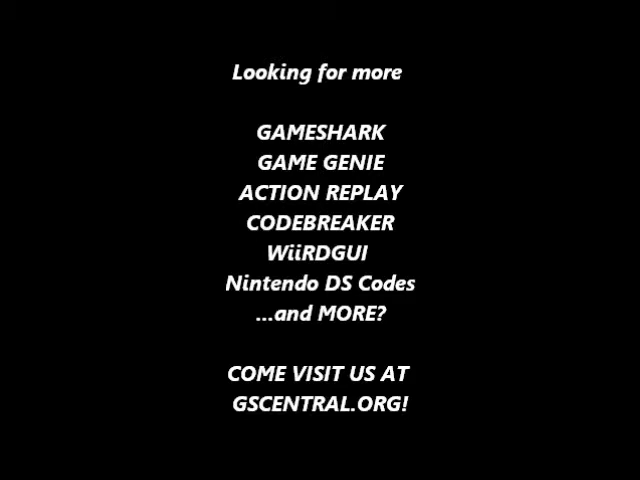 Looking for more
GAMESHARK
GAME GENIE
ACTION REPLAY
CODEBREAKER
WiiRDGUI
Nintendo DS Codes
...and MORE?
COME VISIT US AT
GSCENTRAL.ORG!